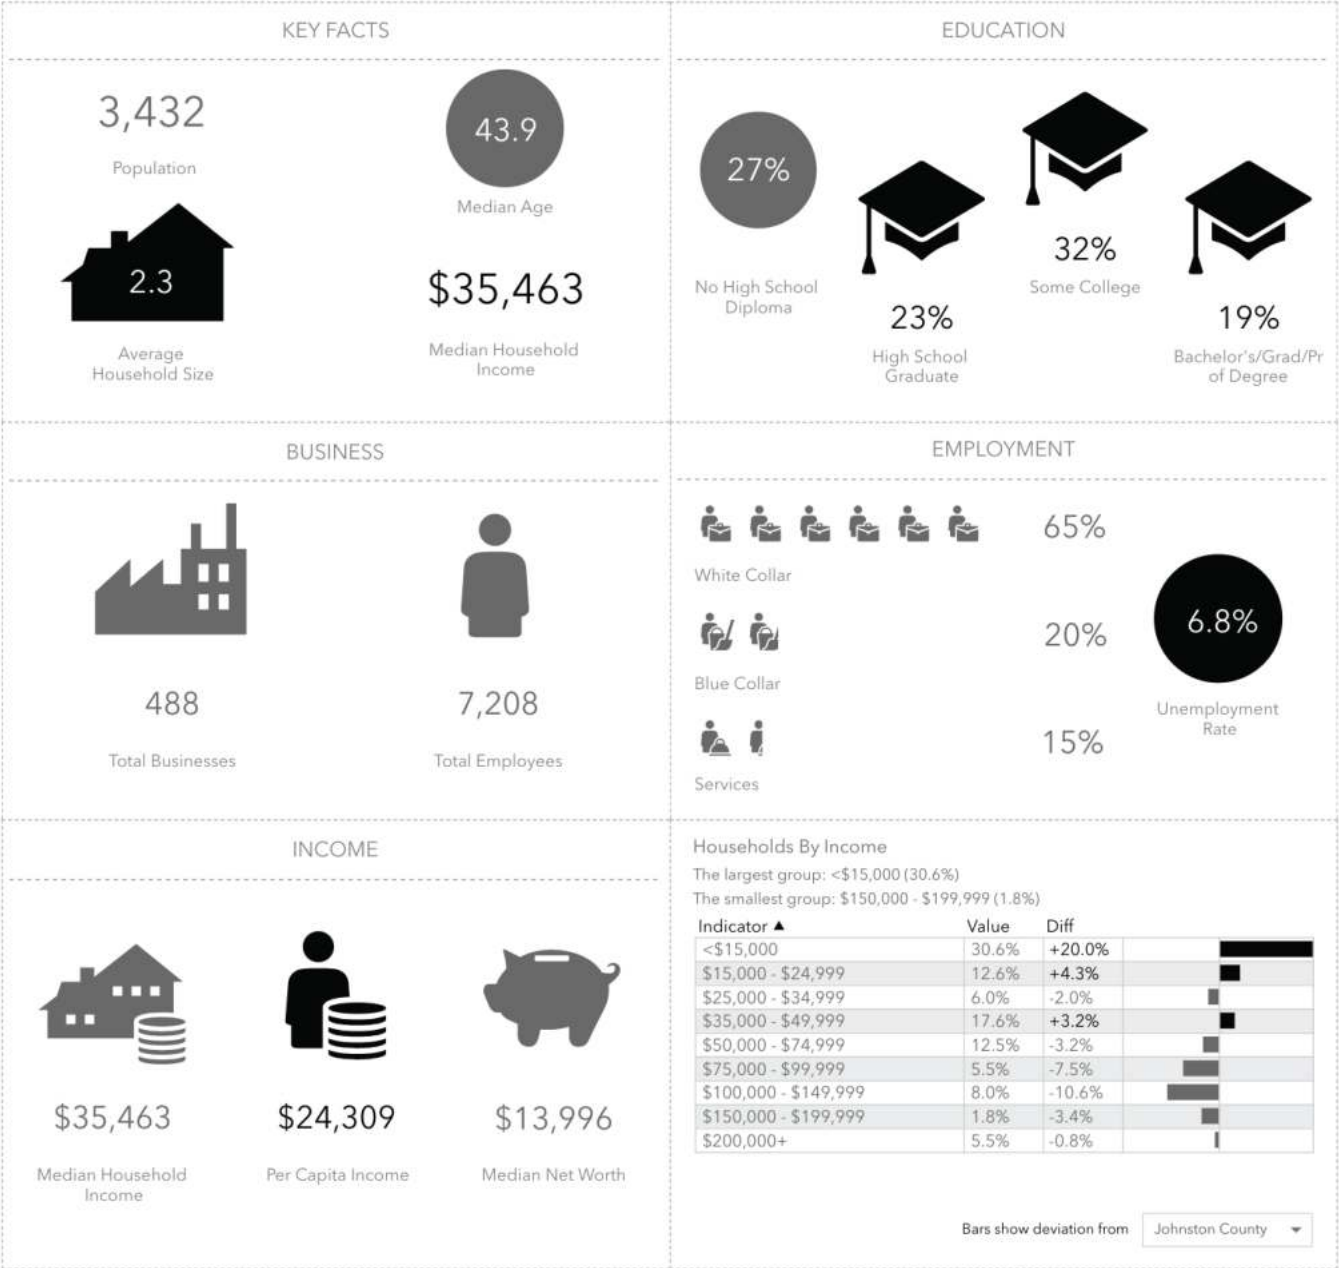 KEY FACTS
3,432
Population
43.9
Median Age
2.3
Average
Household Size
$35,463
Median Household
Income
EDUCATION
27%
No High School
Diploma
23%
High School
Graduate
32%
Some College
19%
Bachelor's/Grad/Pr
of Degree
BUSINESS
488
Total Businesses
7,208
Total Employees
EMPLOYMENT
65%
White Collar
20%
Blue Collar
15%
Services
6.8%
Unemployment
Rate
INCOME
$35,463
Median Household
Income
$24,309
Per Capita Income
$13,996
Median Net Worth
Households By Income
The largest group: <$15,000 (30.6%)
The smallest group: $150,000 - $199,999 (1.8%)
Indicator ▲ Value Diff
<$15,000 30.6% +20.0%
$15,000 - $24,999 12.6% +4.3%
$25,000 - $34,999 6.0% -2.0%
$35,000 - $49,999 17.6% +3.2%
$50,000 - $74,999 12.5% -3.2%
$75,000 - $99,999 5.5% -7.5%
$100,000 - $149,999 8.0% -10.6%
$150,000 - $199,999 1.8% -3.4%
$200,000+ 5.5% -0.8%
Bars show deviation from Johnston County